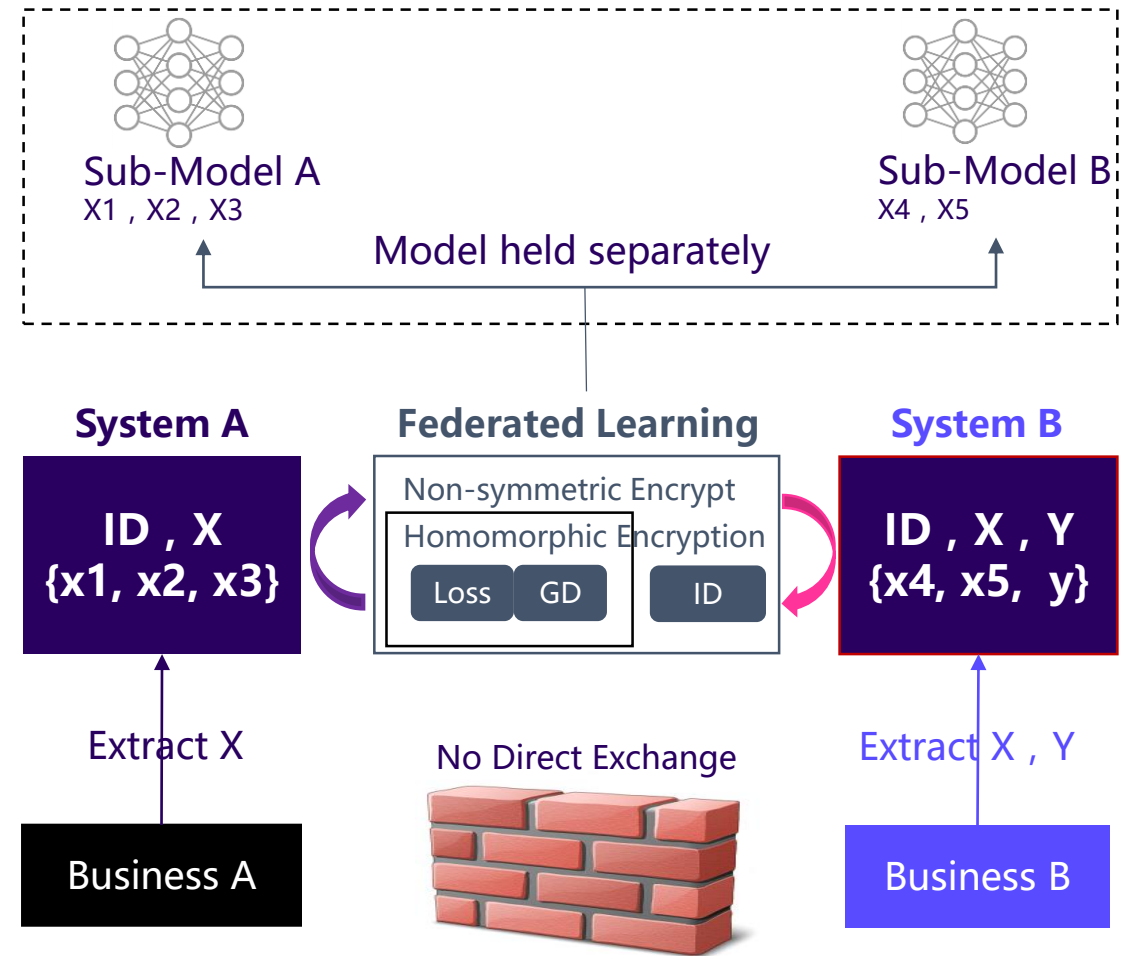 Sub-Model A
X1 , X2 , X3
Sub-Model B
X4 , X5
Model held separately
System A
Federated Learning
System B
ID , X
{x1, x2, x3}
Non-symmetric Encrypt
Homomorphic Encryption
Loss
GD
ID
ID , X , Y
{x4, x5,  y}
Extract X
No Direct Exchange
Extract X , Y
Business A
Business B